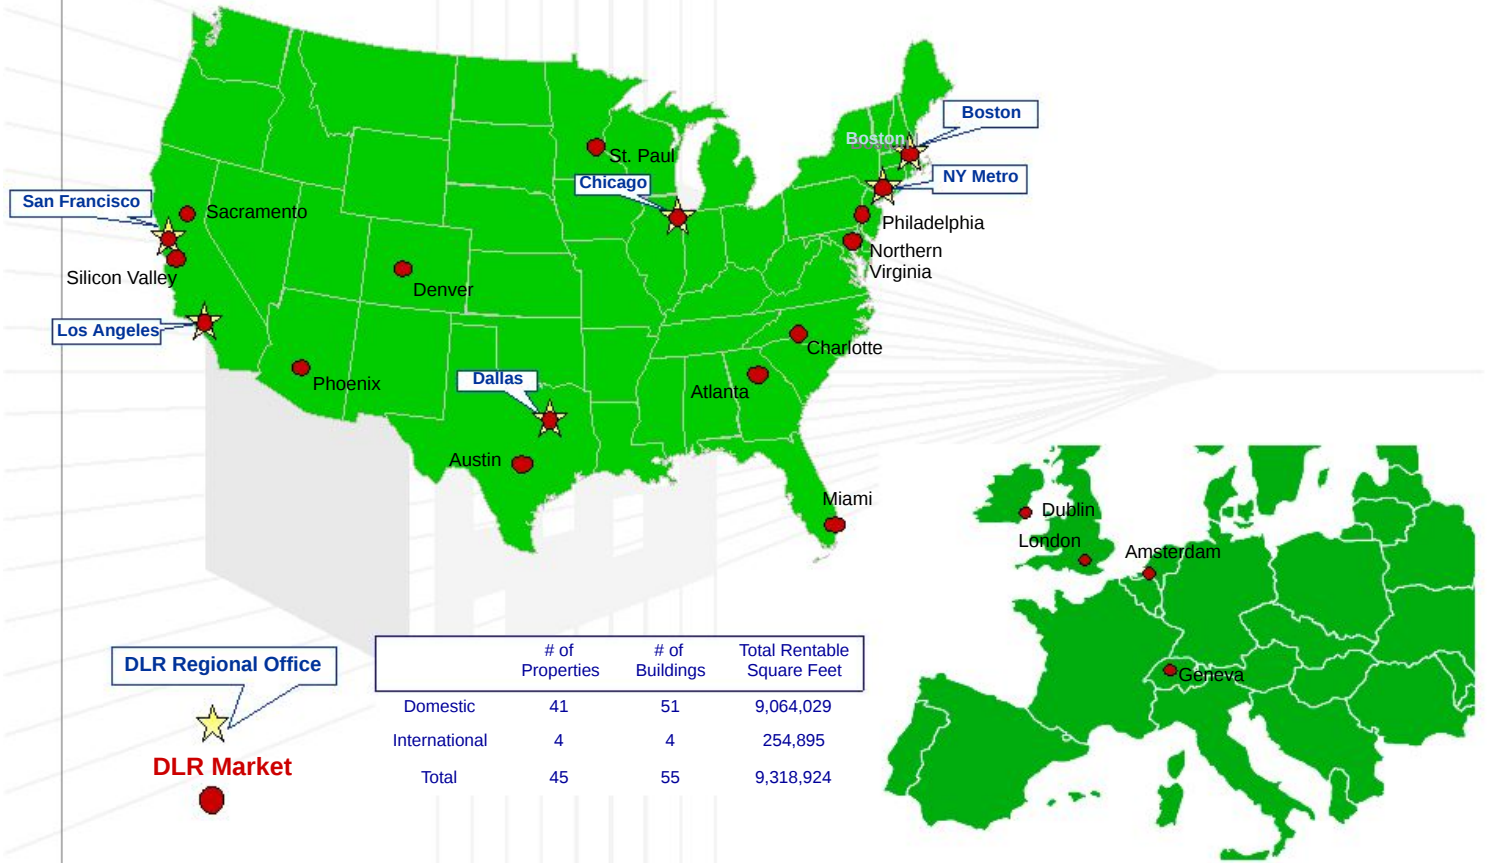 Boston
Boston
St. Paul
Chicago
NY Metro
San Francisco
Sacramento
Philadelphia
Northern
Virginia
Silicon Valley
Denver
Los Angeles
Charlotte
Phoenix
Dallas
Atlanta
Austin
Miami
Dublin
London
Amsterdam
Geneva
DLR Regional Office
DLR Market
# of Properties # of Buildings Total Rentable Square Feet
Domestic 41 51 9,064,029
International 4 4 254,895
Total 45 55 9,318,924